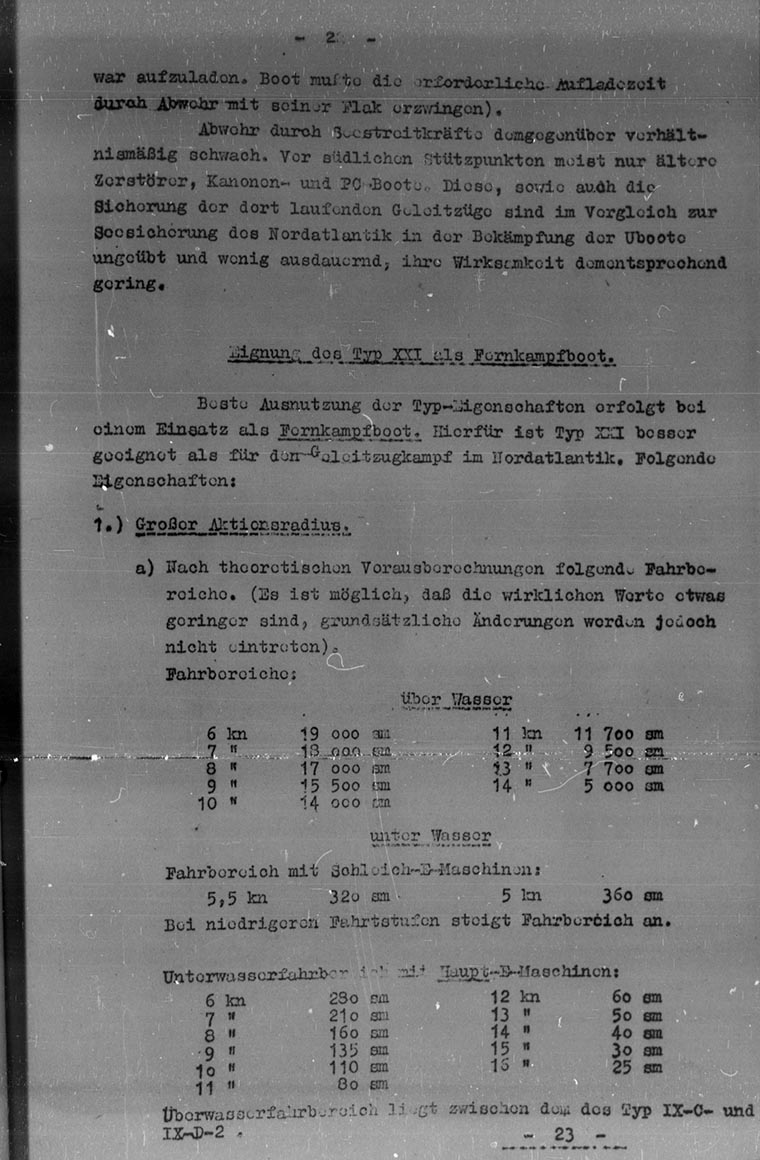 - 2 -
war aufzuladen. Boot mußte die erforderliche Aufladezeit
durch Abwehr mit seiner Flak erzwingen).
Abwehr durch Seestreitkräfte demgegenüber verhält-
nismäßig schwach. Vor südlichen Stützpunkten meist nur ältere
Zerstörer, Kanonen- und PC-Boote. Diese, sowie auch die
Sicherung der dort laufenden Geleitzüge sind im Vergleich zur
Seesicherung des Nordatlantik in der Bekämpfung der Uboote
ungeübt und wenig ausdauernd, ihre Wirksamkeit dementsprechend
gering.
Eignung des Typ XXI als Fernkampfboot.
Beste Ausnutzung der Typ-Eigenschaften erfolgt bei
einem Einsatz als Fernkampfboot. Hierfür ist Typ XXI besser
geeignet als für den Geleitzugkampf im Nordatlantik. Folgende
Eigenschaften:
1.) Großer Aktionsradius.
a) Nach theoretischen Vorausberechnungen folgende Fahrbe-
reiche. (Es ist möglich, daß die wirklichen Werte etwas
geringer sind, grundsätzliche Änderungen werden jedoch
nicht eintreten).
Fahrbereiche:
über Wasser
6 kn 19 000 sm 11 kn 11 700 sm
7 " 18 000 sm 12 " 9 500 sm
8 " 17 000 sm 13 " 7 700 sm
9 " 15 500 sm 14 " 5 000 sm
10 " 14 000 sm
unter Wasser
Fahrbereich mit Schleich-E-Maschinen:
5,5 kn 320 sm 5 kn 360 sm
Bei niedrigeren Fahrtstufen steigt Fahrbereich an.
Unterwasserfahrbereich mit Haupt-E-Maschinen:
6 kn 280 sm 12 kn 60 sm
7 " 210 sm 13 " 50 sm
8 " 160 sm 14 " 40 sm
9 " 135 sm 15 " 30 sm
10 " 110 sm 16 " 25 sm
11 " 80 sm
Überwasserfahrbereich liegt zwischen dem des Typ IX-C- und
IX-D-2.
- 23 -